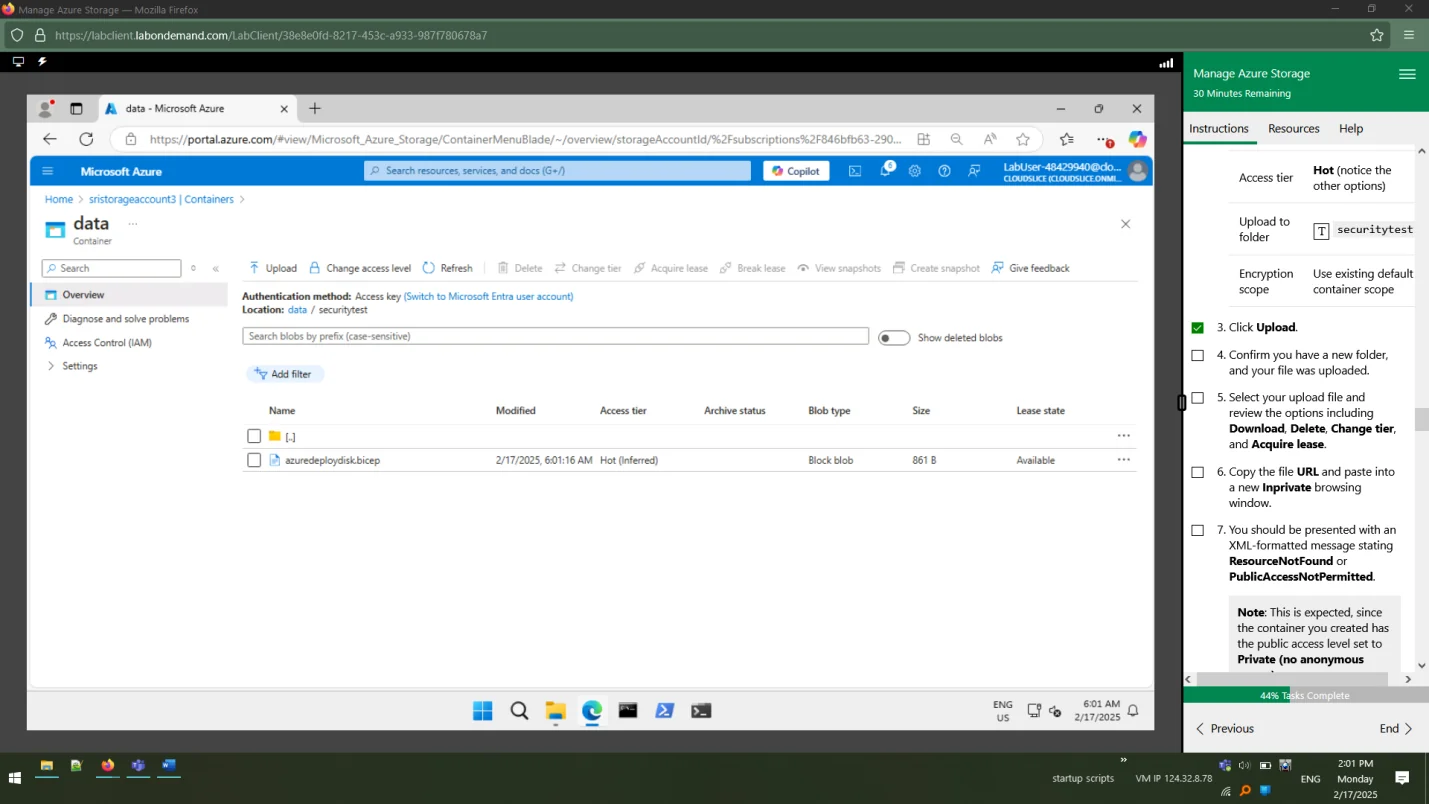 Manage Azure Storage — Mozilla Firefox
https://labclient.labondemand.com/LabClient/38e8e0fd-8217-453c-a933-987f780678a7
data - Microsoft Azure
https://portal.azure.com/#view/Microsoft_Azure_Storage/ContainerMenuBlade/~/overview/storageAccountId/%2Fsubscriptions%2F846bfb63-290...
Microsoft Azure
Search resources, services, and docs (G+/)
Copilot
6
LabUser-48429940@clo...
CLOUDSLICE (CLOUDSLICE.ONMI...
Home > sristorageaccount3 | Containers >
data
...
Container
Search
Upload
Change access level
Refresh
Delete
Change tier
Acquire lease
Break lease
View snapshots
Create snapshot
Give feedback
Overview
Diagnose and solve problems
Access Control (IAM)
Settings
Authentication method: Access key (Switch to Microsoft Entra user account)
Location: data / securitytest
Search blobs by prefix (case-sensitive)
Show deleted blobs
Add filter
Name Modified Access tier Archive status Blob type Size Lease state
[..]
azuredeploydisk.bicep 2/17/2025, 6:01:16 AM Hot (Inferred) Block blob 861 B Available
ENG
US
6:01 AM
2/17/2025
Manage Azure Storage
30 Minutes Remaining
Instructions Resources Help
Access tier
Hot (notice the
other options)
Upload to
folder
T securitytest
Encryption
scope
Use existing default
container scope
3. Click Upload.
4. Confirm you have a new folder,
and your file was uploaded.
5. Select your upload file and
review the options including
Download, Delete, Change tier,
and Acquire lease.
6. Copy the file URL and paste into
a new Inprivate browsing
window.
7. You should be presented with an
XML-formatted message stating
ResourceNotFound or
PublicAccessNotPermitted.
Note: This is expected, since
the container you created has
the public access level set to
Private (no anonymous
44% Tasks Complete
Previous
End
startup scripts
VM IP 124.32.8.78
ENG
2:01 PM
Monday
2/17/2025